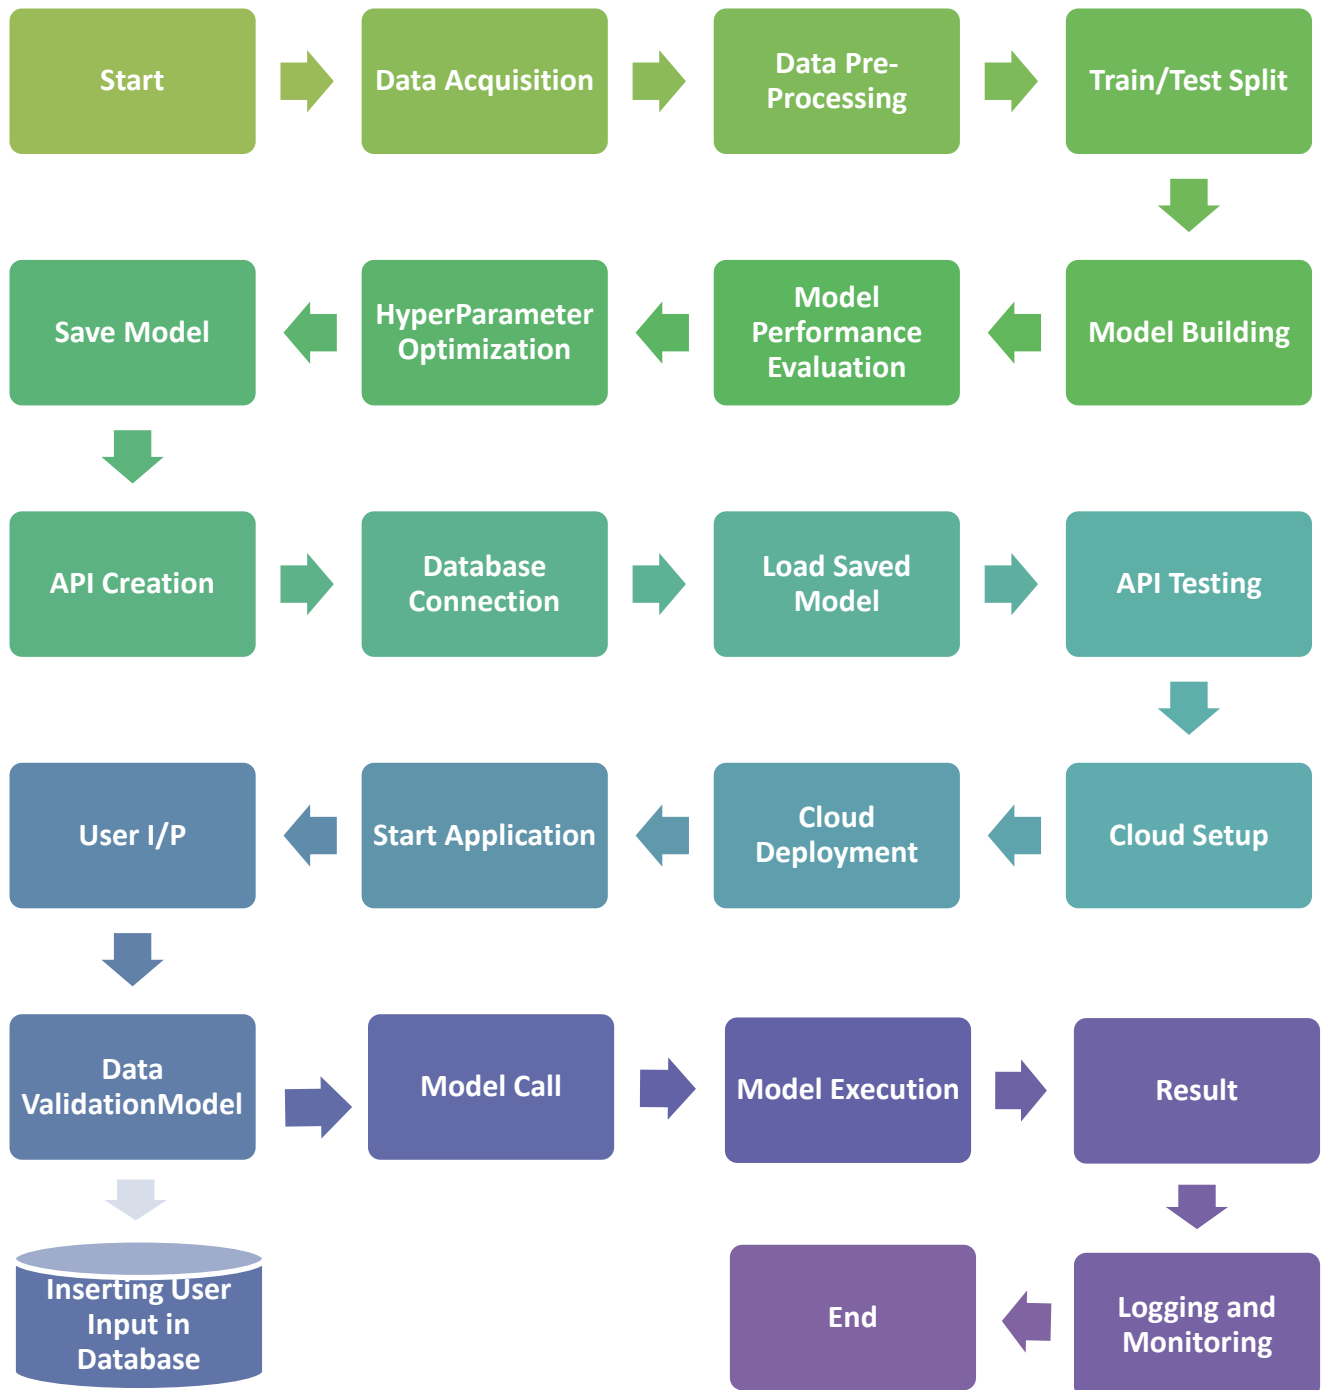 Start
Data Acquisition
Data Pre-
Processing
Train/Test Split
Model Building
Model
Performance
Evaluation
HyperParameter
Optimization
Save Model
API Creation
Database
Connection
Load Saved
Model
API Testing
Cloud Setup
Cloud
Deployment
Start Application
User I/P
Data
ValidationModel
Model Call
Model Execution
Result
Inserting User
Input in
Database
Logging and
Monitoring
End